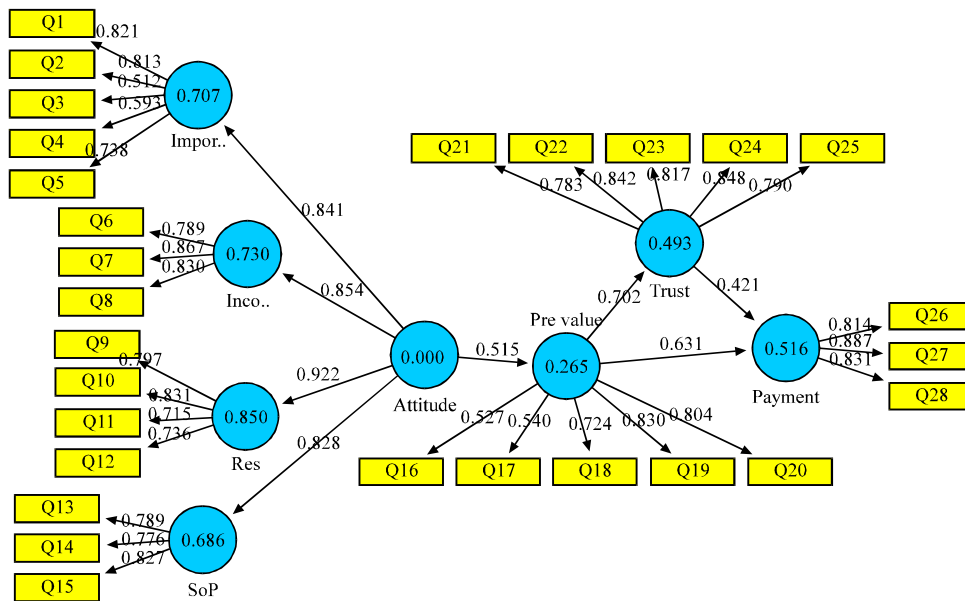 Q1
0.821
Q2
0.813
0.512
Q3
0.593
Q4
0.738
Q5
0.707
Impor..
0.841
Q6
0.789
Q7
0.867
0.830
Q8
0.730
Inco..
0.854
Q9
0.797
Q10
0.831
Q11
0.715
0.736
Q12
0.850
Res
0.922
0.828
Q13
0.789
Q14
0.776
0.827
Q15
0.686
SoP
0.000
Attitude
0.515
Pre value
0.265
0.527
0.540
0.724
0.830
0.804
Q16
Q17
Q18
Q19
Q20
0.702
0.631
Q21
Q22
Q23
Q24
Q25
0.783
0.842
0.817
0.848
0.790
0.493
Trust
0.421
0.516
Payment
Q26
0.814
0.887
Q27
0.831
Q28